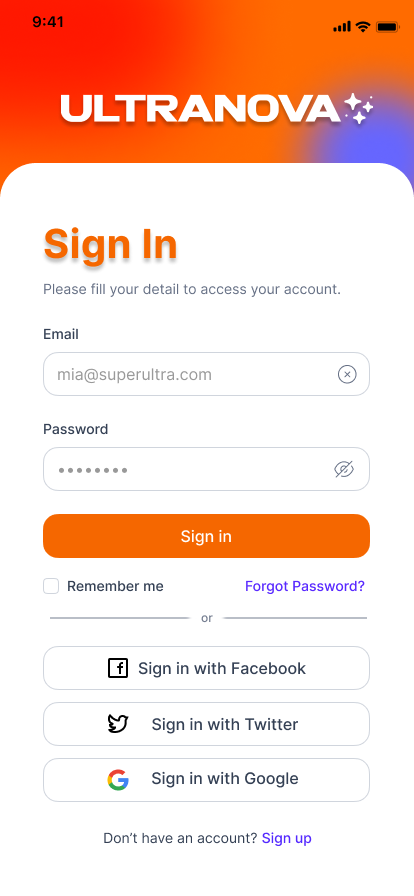 9:41
ULTRANOVA
Sign In
Please fill your detail to access your account.
Email
mia@superultra.com
Password
Sign in
Remember me
Forgot Password?
or
Sign in with Facebook
Sign in with Twitter
Sign in with Google
Don’t have an account? Sign up